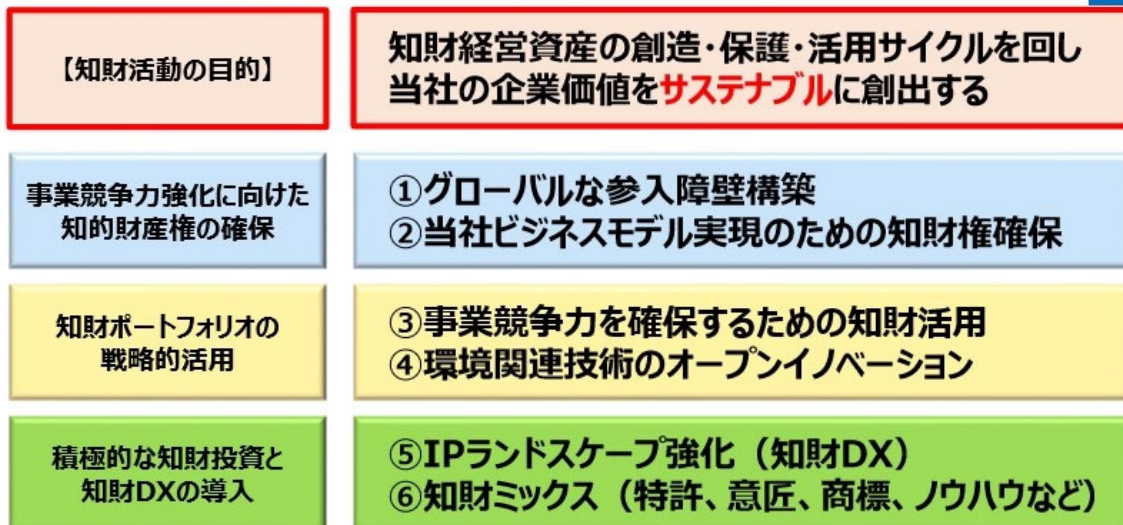 【知財活動の目的】
知財経営資産の創造・保護・活用サイクルを回し
当社の企業価値をサステナブルに創出する
事業競争力強化に向けた
知的財産権の確保
①グローバルな参入障壁構築
②当社ビジネスモデル実現のための知財権確保
知財ポートフォリオの
戦略的活用
③事業競争力を確保するための知財活用
④環境関連技術のオープンイノベーション
積極的な知財投資と
知財DXの導入
⑤IPランドスケープ強化（知財DX）
⑥知財ミックス（特許、意匠、商標、ノウハウなど）